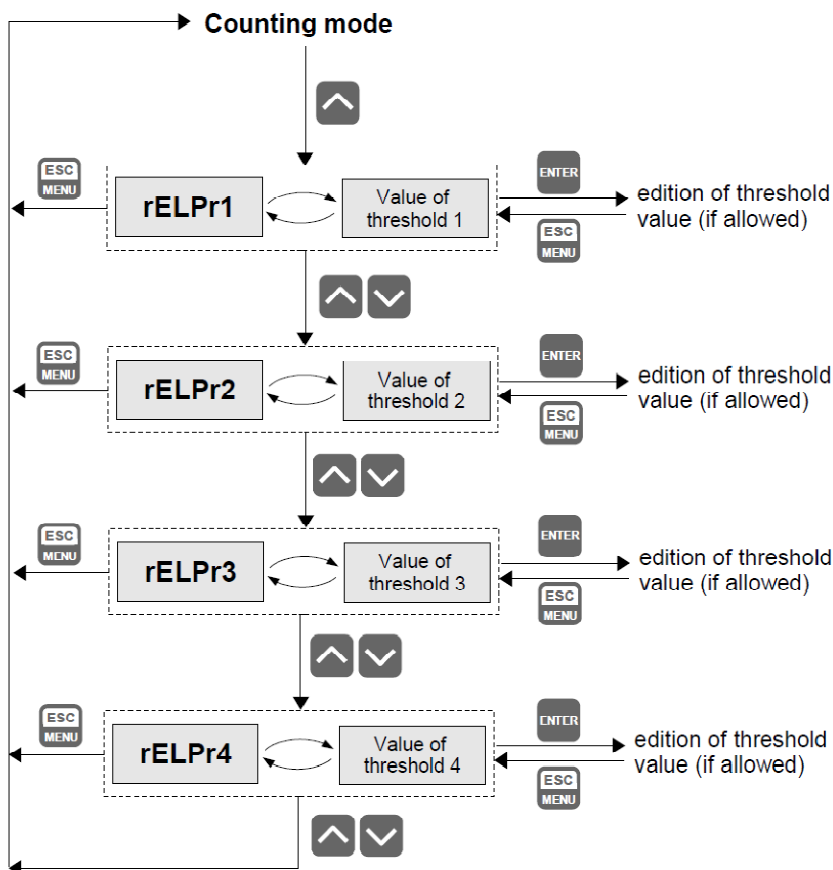 Counting mode
ESC
MENU
rELPr1
Value of
threshold 1
ENTER
ESC
MENU
edition of threshold
value (if allowed)
ESC
MENU
rELPr2
Value of
threshold 2
ENTER
ESC
MENU
edition of threshold
value (if allowed)
ESC
MENU
rELPr3
Value of
threshold 3
ENTER
ESC
MENU
edition of threshold
value (if allowed)
ESC
MENU
rELPr4
Value of
threshold 4
ENTER
ESC
MENU
edition of threshold
value (if allowed)